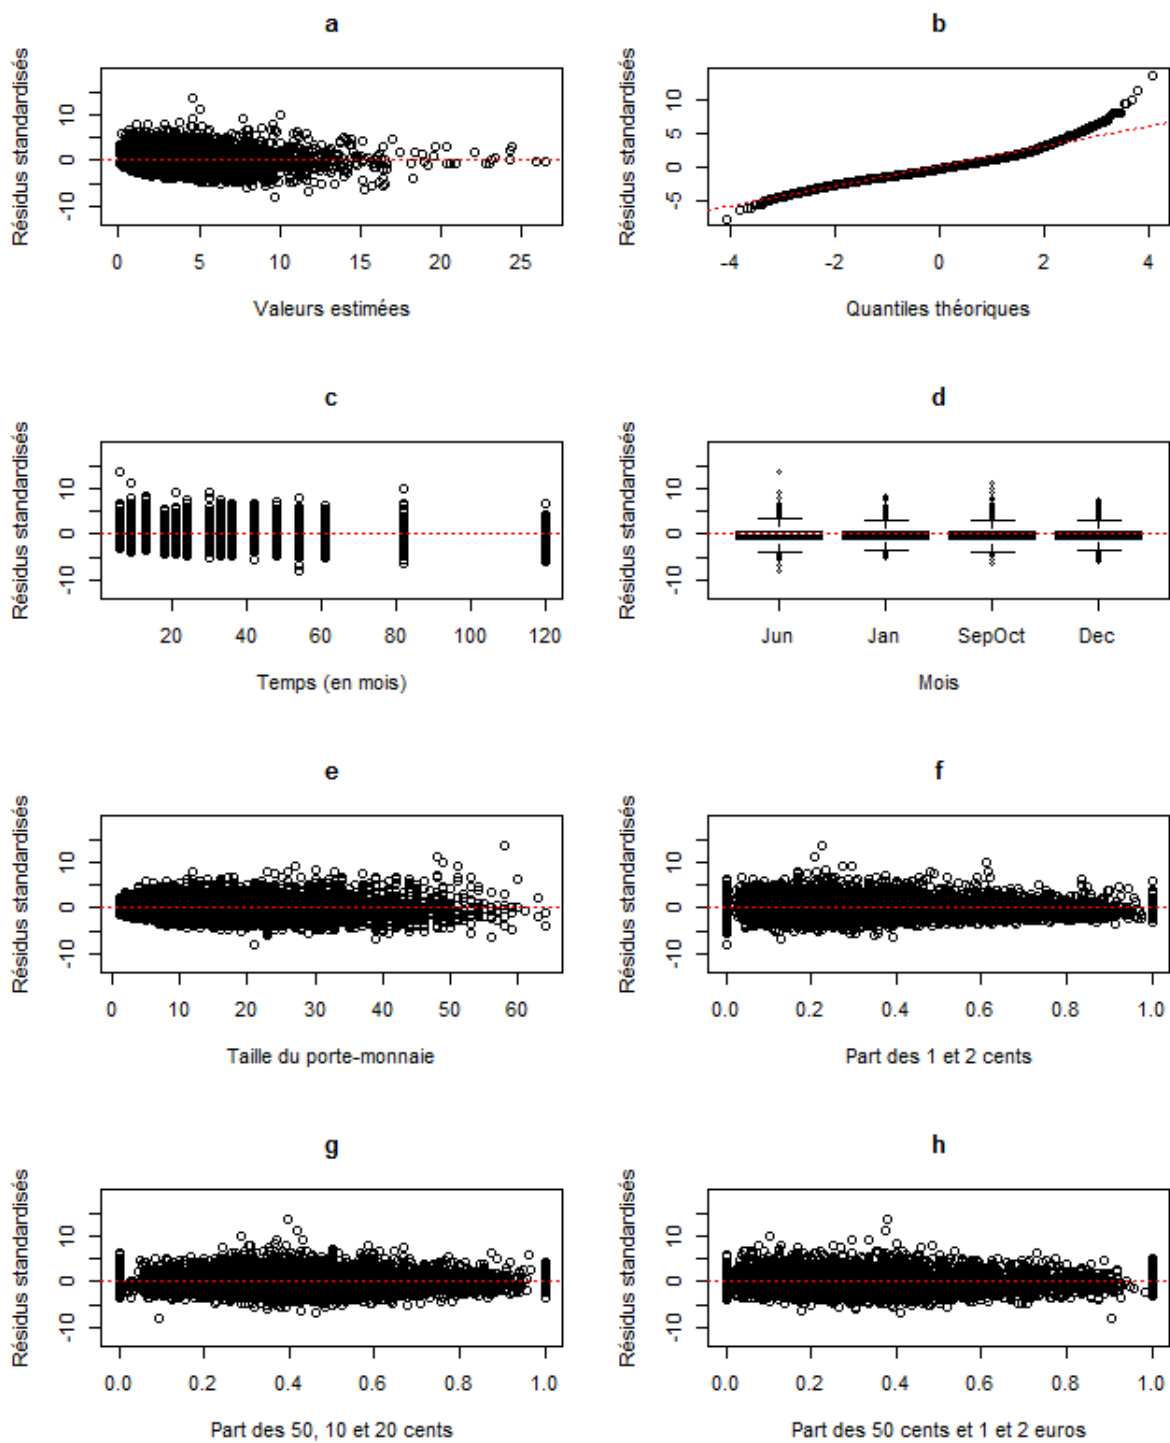 a
b
Résidus standardisés
10
0
-10
0
5
10
15
20
25
Valeurs estimées
Résidus standardisés
10
5
0
-5
-4
-2
0
2
4
Quantiles théoriques
c
d
Résidus standardisés
10
0
-10
20
40
60
80
100
120
Temps (en mois)
Résidus standardisés
10
0
-10
Jun
Jan
SepOct
Dec
Mois
e
f
Résidus standardisés
10
0
-10
0
10
20
30
40
50
60
Taille du porte-monnaie
Résidus standardisés
10
0
-10
0.0
0.2
0.4
0.6
0.8
1.0
Part des 1 et 2 cents
g
h
Résidus standardisés
10
0
-10
0.0
0.2
0.4
0.6
0.8
1.0
Part des 50, 10 et 20 cents
Résidus standardisés
10
0
-10
0.0
0.2
0.4
0.6
0.8
1.0
Part des 50 cents et 1 et 2 euros